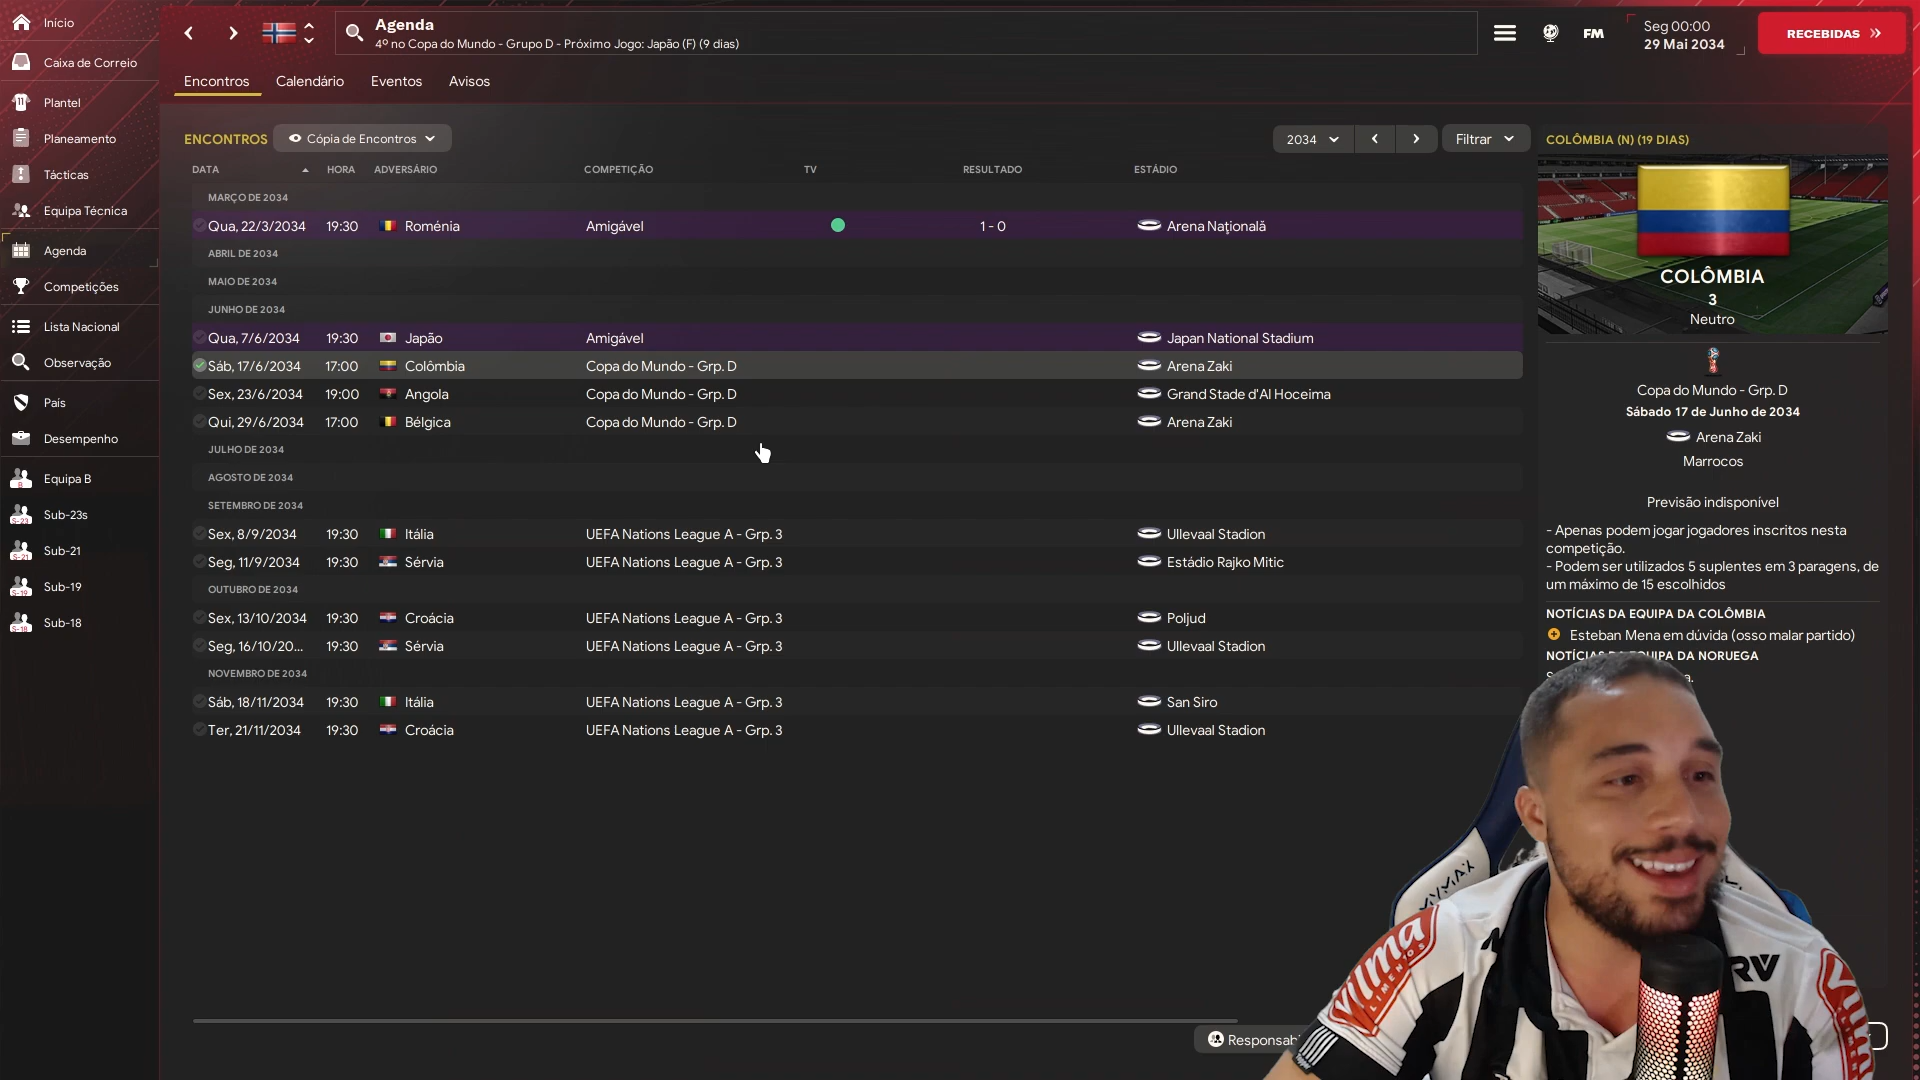 Início
Caixa de Correio
Plantel
Planeamento
Tácticas
Equipa Técnica
Agenda
Competições
Lista Nacional
Observação
País
Desempenho
Equipa B
Sub-23s
Sub-21
Sub-19
Sub-18
Agenda
4º no Copa do Mundo - Grupo D - Próximo Jogo: Japão (F) (9 dias)
FM
Seg 00:00
29 Mai 2034
RECEBIDAS
Encontros Calendário Eventos Avisos
ENCONTROS Cópia de Encontros
2034 Filtrar
DATA HORA ADVERSÁRIO COMPETIÇÃO TV RESULTADO ESTÁDIO
MARÇO DE 2034
Qua, 22/3/2034 19:30 Roménia Amigável 1 - 0 Arena Națională
ABRIL DE 2034
MAIO DE 2034
JUNHO DE 2034
Qua, 7/6/2034 19:30 Japão Amigável Japan National Stadium
Sáb, 17/6/2034 17:00 Colômbia Copa do Mundo - Grp. D Arena Zaki
Sex, 23/6/2034 19:00 Angola Copa do Mundo - Grp. D Grand Stade d'Al Hoceima
Qui, 29/6/2034 17:00 Bélgica Copa do Mundo - Grp. D Arena Zaki
JULHO DE 2034
AGOSTO DE 2034
SETEMBRO DE 2034
Sex, 8/9/2034 19:30 Itália UEFA Nations League A - Grp. 3 Ullevaal Stadion
Seg, 11/9/2034 19:30 Sérvia UEFA Nations League A - Grp. 3 Estádio Rajko Mitic
OUTUBRO DE 2034
Sex, 13/10/2034 19:30 Croácia UEFA Nations League A - Grp. 3 Poljud
Seg, 16/10/20... 19:30 Sérvia UEFA Nations League A - Grp. 3 Ullevaal Stadion
NOVEMBRO DE 2034
Sáb, 18/11/2034 19:30 Itália UEFA Nations League A - Grp. 3 San Siro
Ter, 21/11/2034 19:30 Croácia UEFA Nations League A - Grp. 3 Ullevaal Stadion
COLÔMBIA (N) (19 DIAS)
COLÔMBIA
3
Neutro
Copa do Mundo - Grp. D
Sábado 17 de Junho de 2034
Arena Zaki
Marrocos
Previsão indisponível
- Apenas podem jogar jogadores inscritos nesta
competição.
- Podem ser utilizados 5 suplentes em 3 paragens, de
um máximo de 15 escolhidos
NOTÍCIAS DA EQUIPA DA COLÔMBIA
Esteban Mena em dúvida (osso malar partido)
NOTÍCIAS DA EQUIPA DA NORUEGA
Responsab
vilma
ALIMENTOS
RV